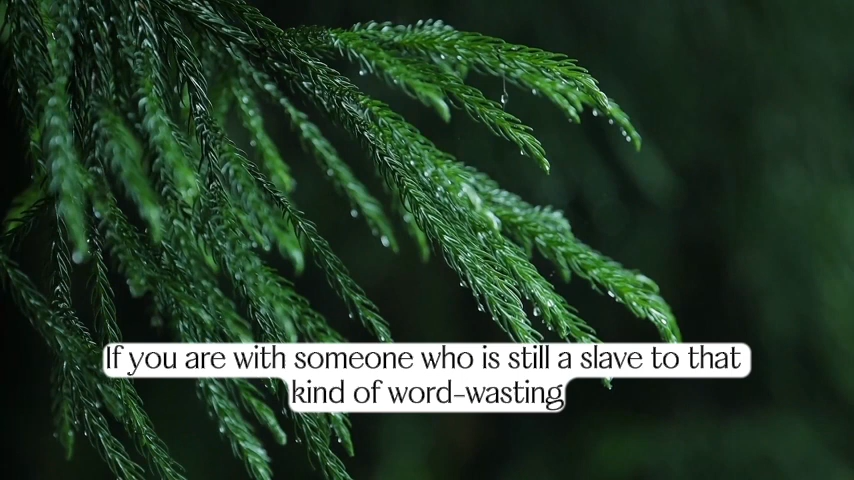 If you are with someone who is still a slave to that
kind of word-wasting